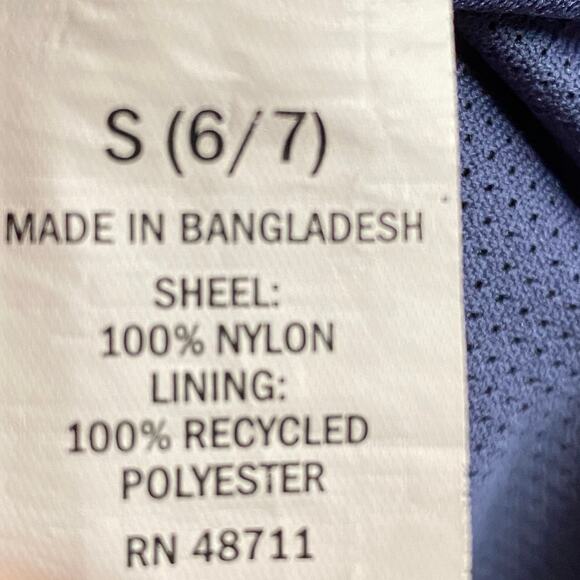 S (6/7)
MADE IN BANGLADESH
SHEEL:
100% NYLON
LINING:
100% RECYCLED
POLYESTER
RN 48711